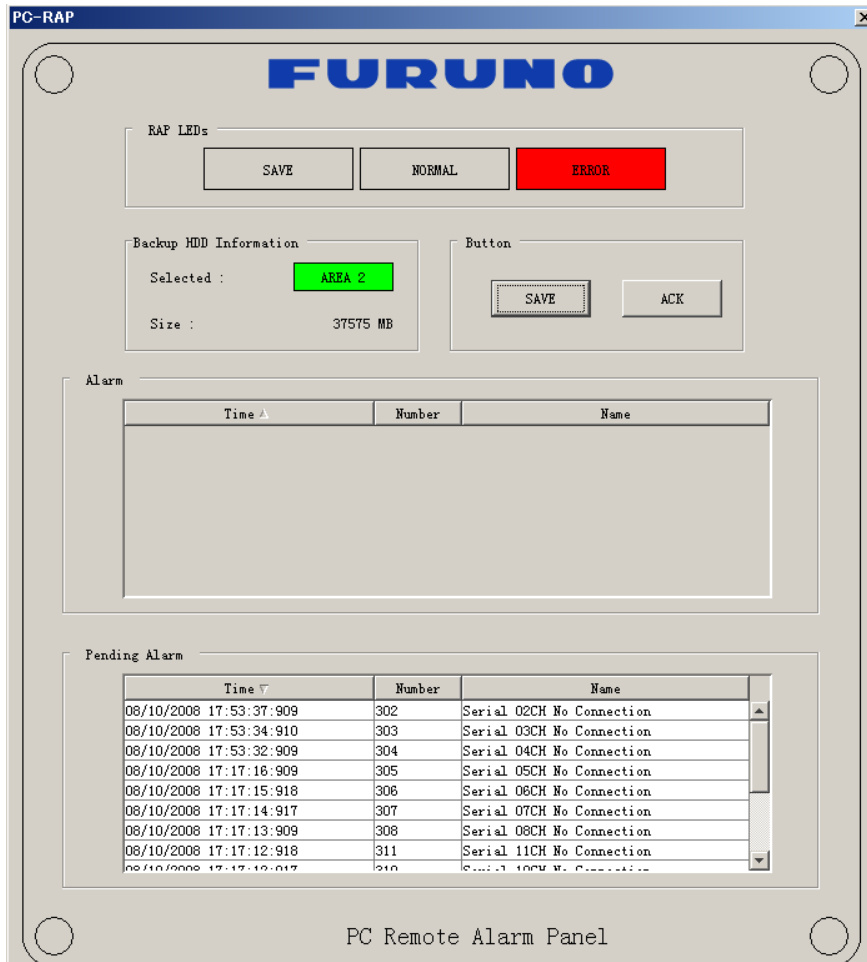 PC-RAP
FURUNO
RAP LEDs
SAVE NORMAL ERROR
Backup HDD Information
Selected : AREA 2
Size : 37575 MB
Button
SAVE ACK
Alarm
Time Number Name
Pending Alarm
Time Number Name
08/10/2008 17:53:37:909 302 Serial 02CH No Connection
08/10/2008 17:53:34:910 303 Serial 03CH No Connection
08/10/2008 17:53:32:909 304 Serial 04CH No Connection
08/10/2008 17:17:16:909 305 Serial 05CH No Connection
08/10/2008 17:17:15:918 306 Serial 06CH No Connection
08/10/2008 17:17:14:917 307 Serial 07CH No Connection
08/10/2008 17:17:13:909 308 Serial 08CH No Connection
08/10/2008 17:17:12:918 311 Serial 11CH No Connection
PC Remote Alarm Panel